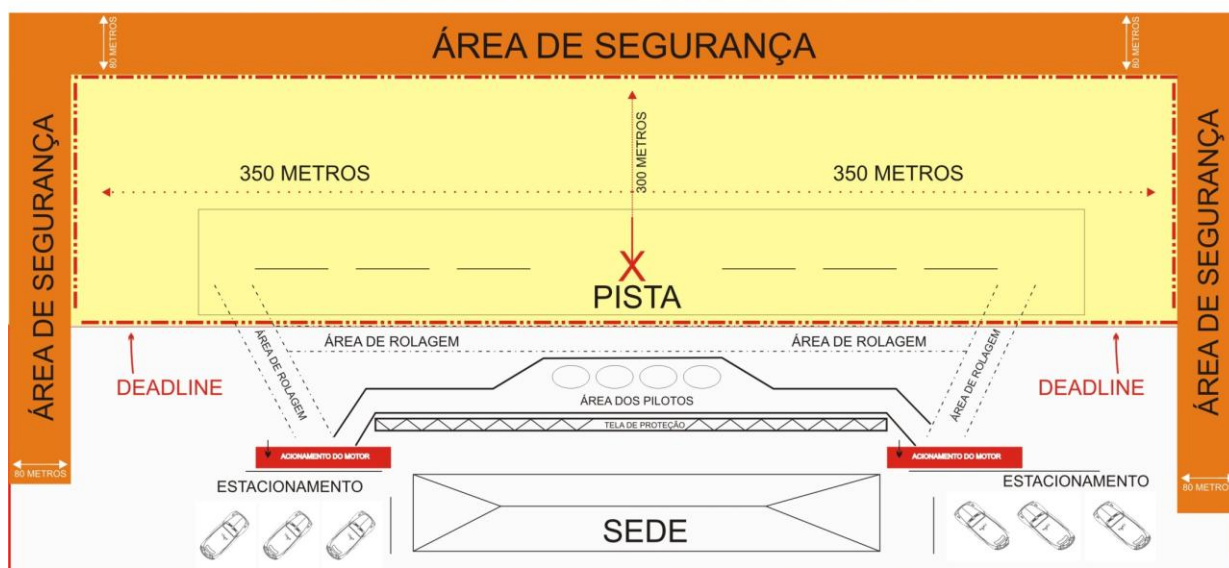 80 METROS
ÁREA DE SEGURANÇA
80 METROS
ÁREA DE SEGURANÇA
350 METROS
300 METROS
350 METROS
ÁREA DE SEGURANÇA
X
PISTA
ÁREA DE ROLAGEM
ÁREA DE ROLAGEM
ÁREA DE ROLAGEM
ÁREA DE ROLAGEM
DEADLINE
DEADLINE
ÁREA DOS PILOTOS
TELA DE PROTEÇÃO
ACIONAMENTO DO MOTOR
ACIONAMENTO DO MOTOR
80 METROS
80 METRO
ESTACIONAMENTO
ESTACIONAMENTO
SEDE